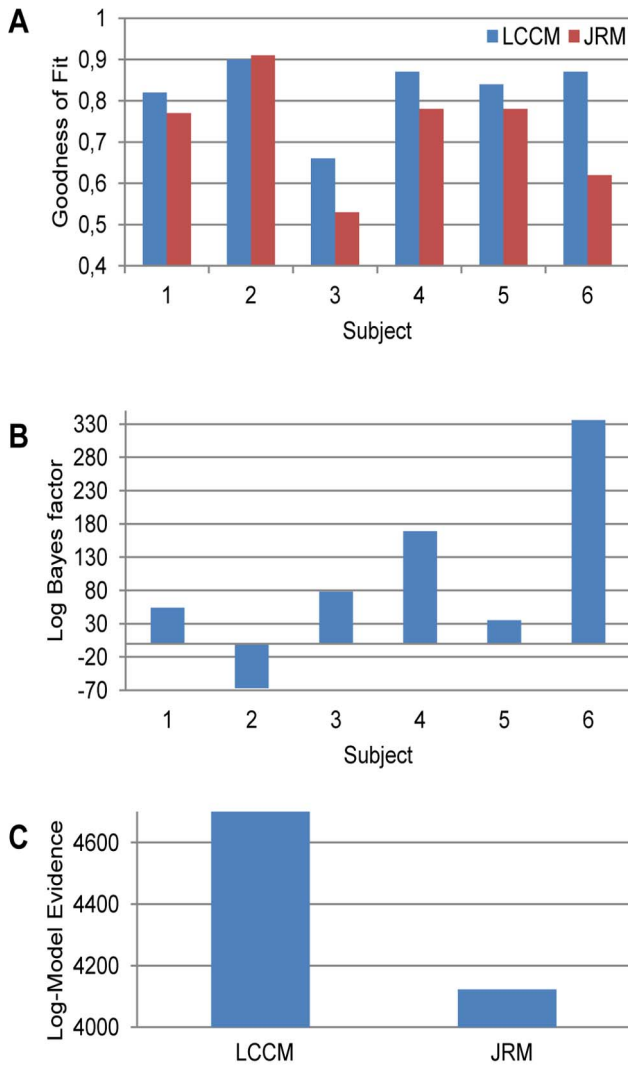 A
LCCM JRM
Goodness of Fit
1
0,9
0,8
0,7
0,6
0,5
0,4
1 2 3 4 5 6
Subject
B
Log Bayes factor
330
280
230
180
130
80
30
-20
-70
1 2 3 4 5 6
Subject
C
Log-Model Evidence
4600
4400
4200
4000
LCCM JRM